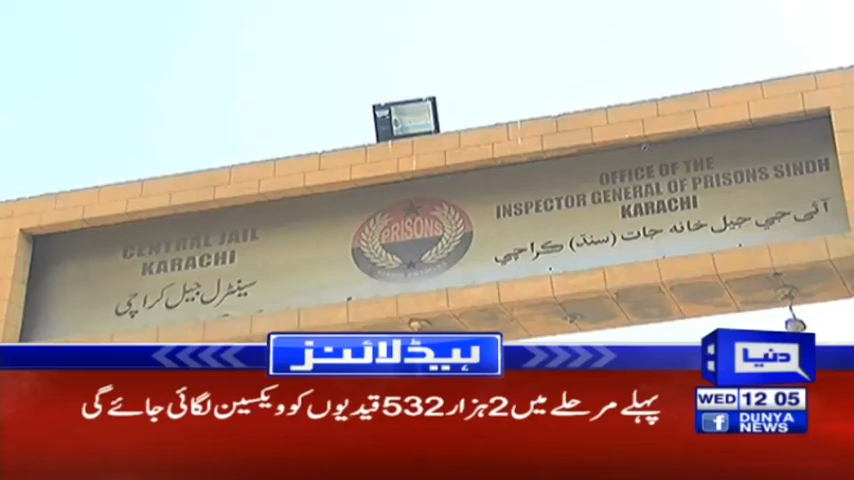 CENTRAL JAIL
KARACHI
سینٹرل جیل کراچی
PRISONS
OFFICE OF THE
INSPECTOR GENERAL OF PRISONS SINDH
KARACHI
آئی جی جیل خانہ جات (سنڌ) ڪراچي
ہیڈلائنز
پہلے مرحلے میں 2 ہزار 532 قیدیوں کو ویکسین لگائی جائے گی
دنیا
WED 12 05
f DUNYA NEWS